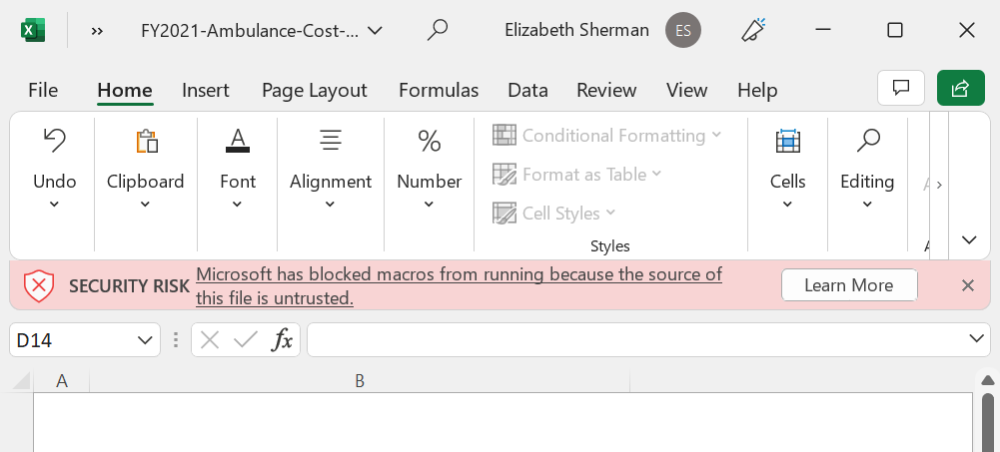 X » FY2021-Ambulance-Cost-... Elizabeth Sherman ES
File Home Insert Page Layout Formulas Data Review View Help
A % Conditional Formatting
Undo Clipboard Font Alignment Number Format as Table Cells Editing
Cell Styles
Styles
SECURITY RISK Microsoft has blocked macros from running because the source of
this file is untrusted. Learn More
D14 fx
A B